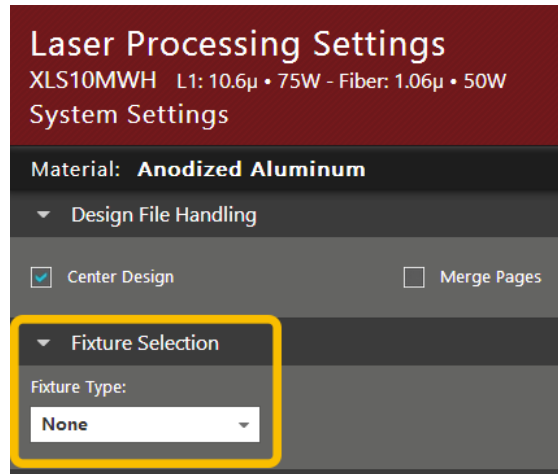 Laser Processing Settings
XLS10MWH L1: 10.6µ • 75W - Fiber: 1.06µ • 50W
System Settings
Material: Anodized Aluminum
Design File Handling
Center Design Merge Pages
Fixture Selection
Fixture Type:
None